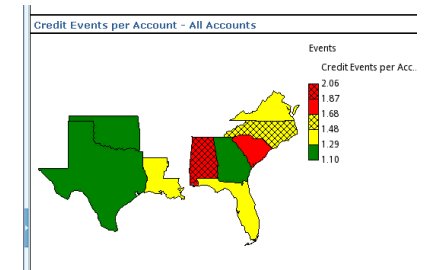 Credit Events per Account - All Accounts
Events
Credit Events per Acc..
2.06
1.87
1.68
1.48
1.29
1.10